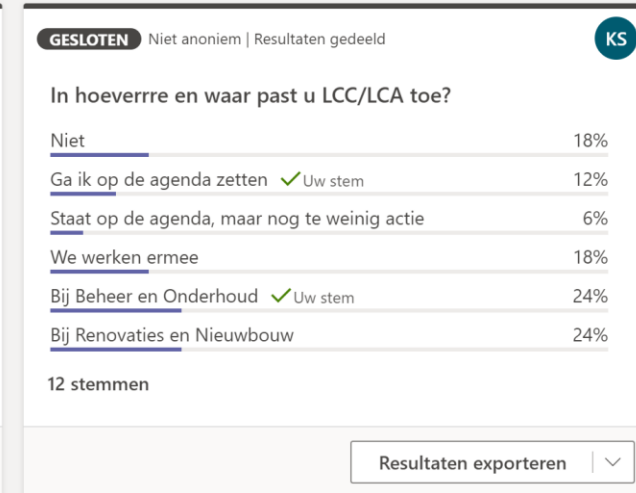 GESLOTEN Niet anoniem | Resultaten gedeeld KS
In hoeverrre en waar past u LCC/LCA toe?
Niet 18%
Ga ik op de agenda zetten Uw stem 12%
Staat op de agenda, maar nog te weinig actie 6%
We werken ermee 18%
Bij Beheer en Onderhoud Uw stem 24%
Bij Renovaties en Nieuwbouw 24%
12 stemmen
Resultaten exporteren